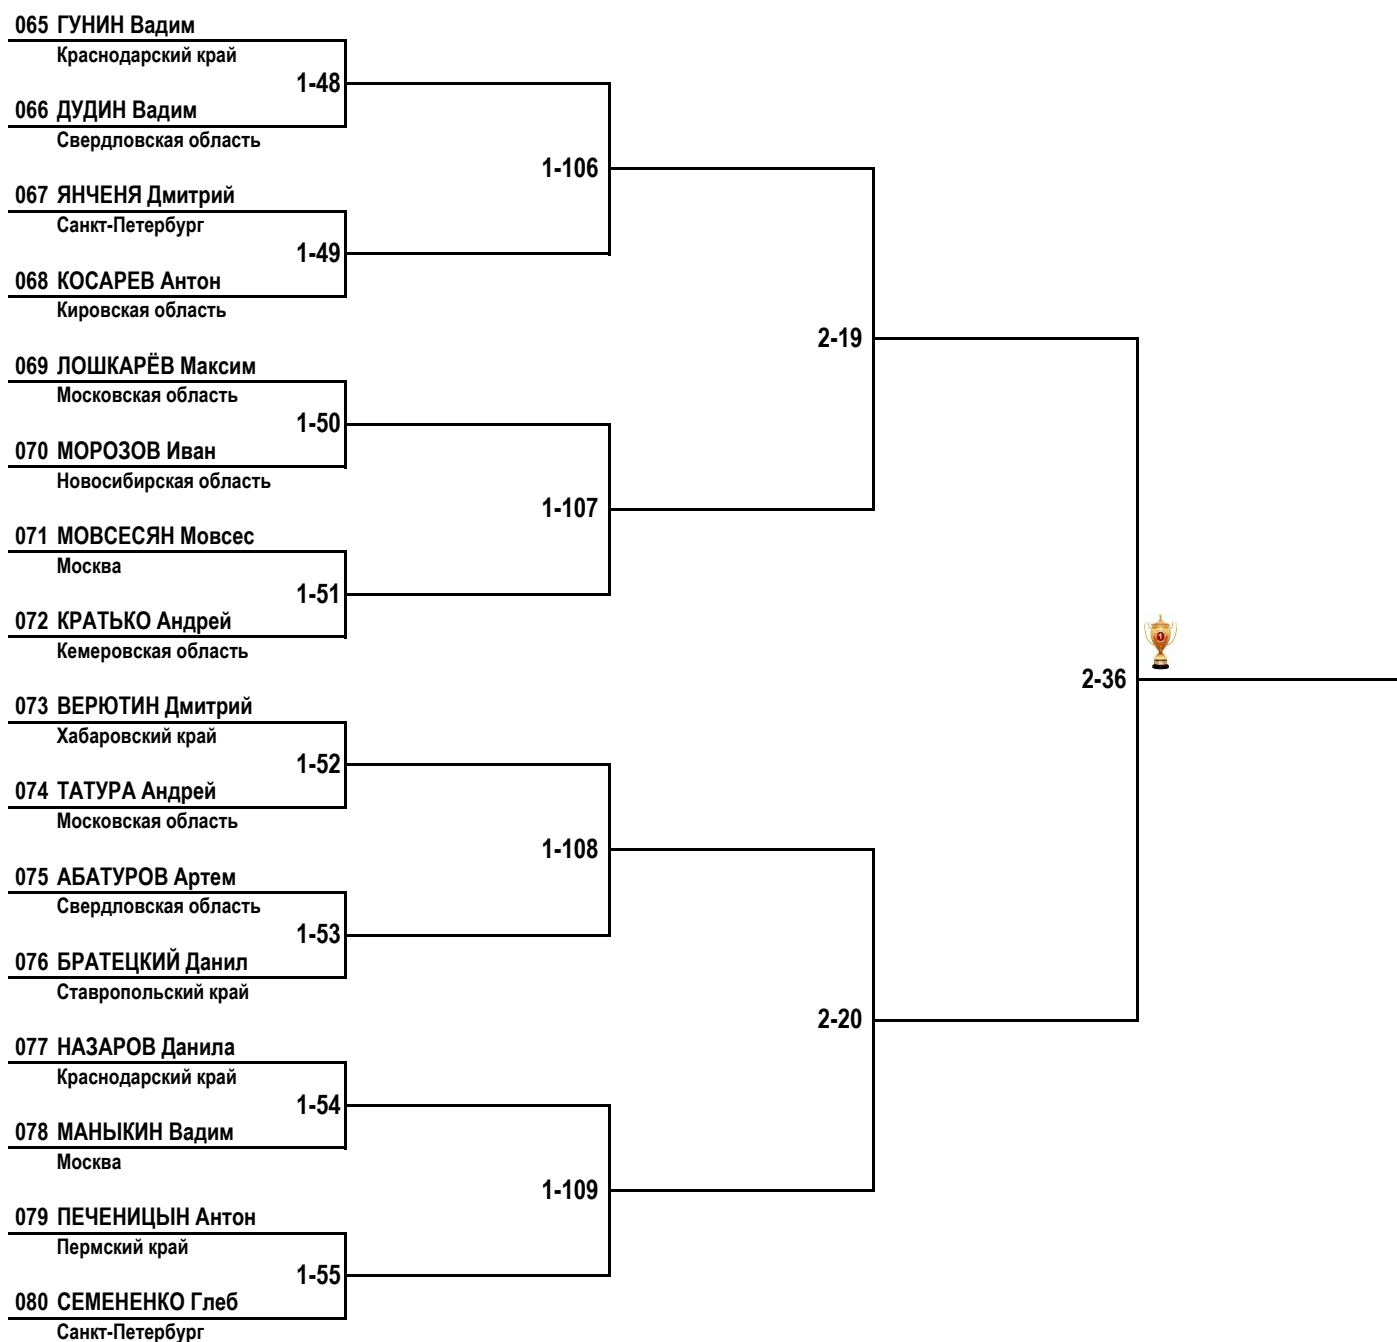 065 ГУНИН Вадим
Краснодарский край
1-48
066 ДУДИН Вадим
Свердловская область
1-106
067 ЯНЧЕНЯ Дмитрий
Санкт-Петербург
1-49
068 КОСАРЕВ Антон
Кировская область
2-19
069 ЛОШКАРЁВ Максим
Московская область
1-50
070 МОРОЗОВ Иван
Новосибирская область
1-107
071 МОВСЕСЯН Мовсес
Москва
1-51
072 КРАТЬКО Андрей
Кемеровская область
2-36
073 ВЕРЮТИН Дмитрий
Хабаровский край
1-52
074 ТАТУРА Андрей
Московская область
1-108
075 АБАТУРОВ Артем
Свердловская область
1-53
076 БРАТЕЦКИЙ Данил
Ставропольский край
2-20
077 НАЗАРОВ Данила
Краснодарский край
1-54
078 МАНЫКИН Вадим
Москва
1-109
079 ПЕЧЕНИЦЫН Антон
Пермский край
1-55
080 СЕМЕНЕНКО Глеб
Санкт-Петербург